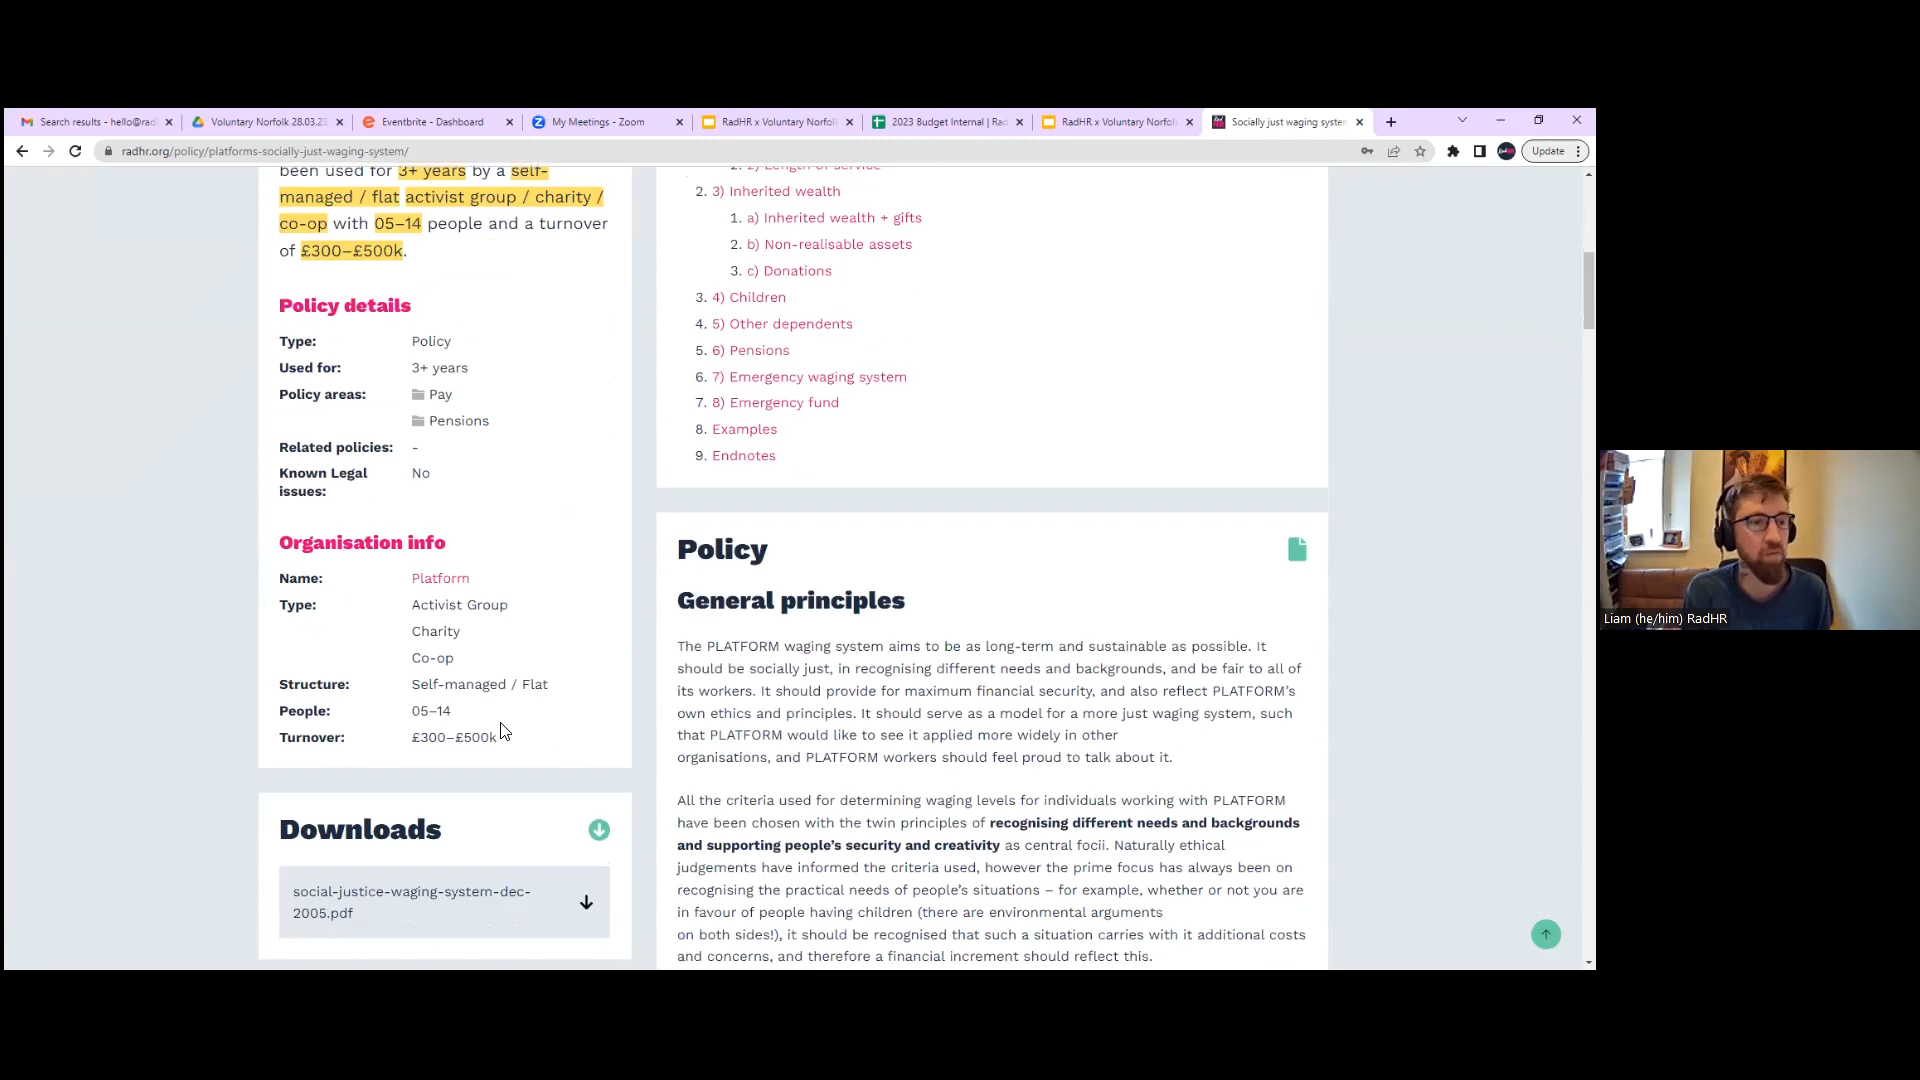 Search results - hello@rad
Voluntary Norfolk 28.03.23
Eventbrite - Dashboard
My Meetings - Zoom
RadHR x Voluntary Norfolk
2023 Budget Internal | Rad
RadHR x Voluntary Norfol
Socially just waging system
radhr.org/policy/platforms-socially-just-waging-system/
Update
been used for 3+ years by a self-
managed / flat activist group / charity /
co-op with 05–14 people and a turnover
of £300–£500k.
Policy details
Type: Policy
Used for: 3+ years
Policy areas: Pay
Pensions
Related policies: -
Known Legal
issues: No
Organisation info
Name: Platform
Type: Activist Group
Charity
Co-op
Structure: Self-managed / Flat
People: 05–14
Turnover: £300–£500k
Downloads
social-justice-waging-system-dec-
2005.pdf
2. 2) Length of service
2. 3) Inherited wealth
1. a) Inherited wealth + gifts
2. b) Non-realisable assets
3. c) Donations
3. 4) Children
4. 5) Other dependents
5. 6) Pensions
6. 7) Emergency waging system
7. 8) Emergency fund
8. Examples
9. Endnotes
Policy
General principles
The PLATFORM waging system aims to be as long-term and sustainable as possible. It
should be socially just, in recognising different needs and backgrounds, and be fair to all of
its workers. It should provide for maximum financial security, and also reflect PLATFORM’s
own ethics and principles. It should serve as a model for a more just waging system, such
that PLATFORM would like to see it applied more widely in other
organisations, and PLATFORM workers should feel proud to talk about it.
All the criteria used for determining waging levels for individuals working with PLATFORM
have been chosen with the twin principles of recognising different needs and backgrounds
and supporting people’s security and creativity as central focii. Naturally ethical
judgements have informed the criteria used, however the prime focus has always been on
recognising the practical needs of people’s situations – for example, whether or not you are
in favour of people having children (there are environmental arguments
on both sides!), it should be recognised that such a situation carries with it additional costs
and concerns, and therefore a financial increment should reflect this.
Liam (he/him) RadHR